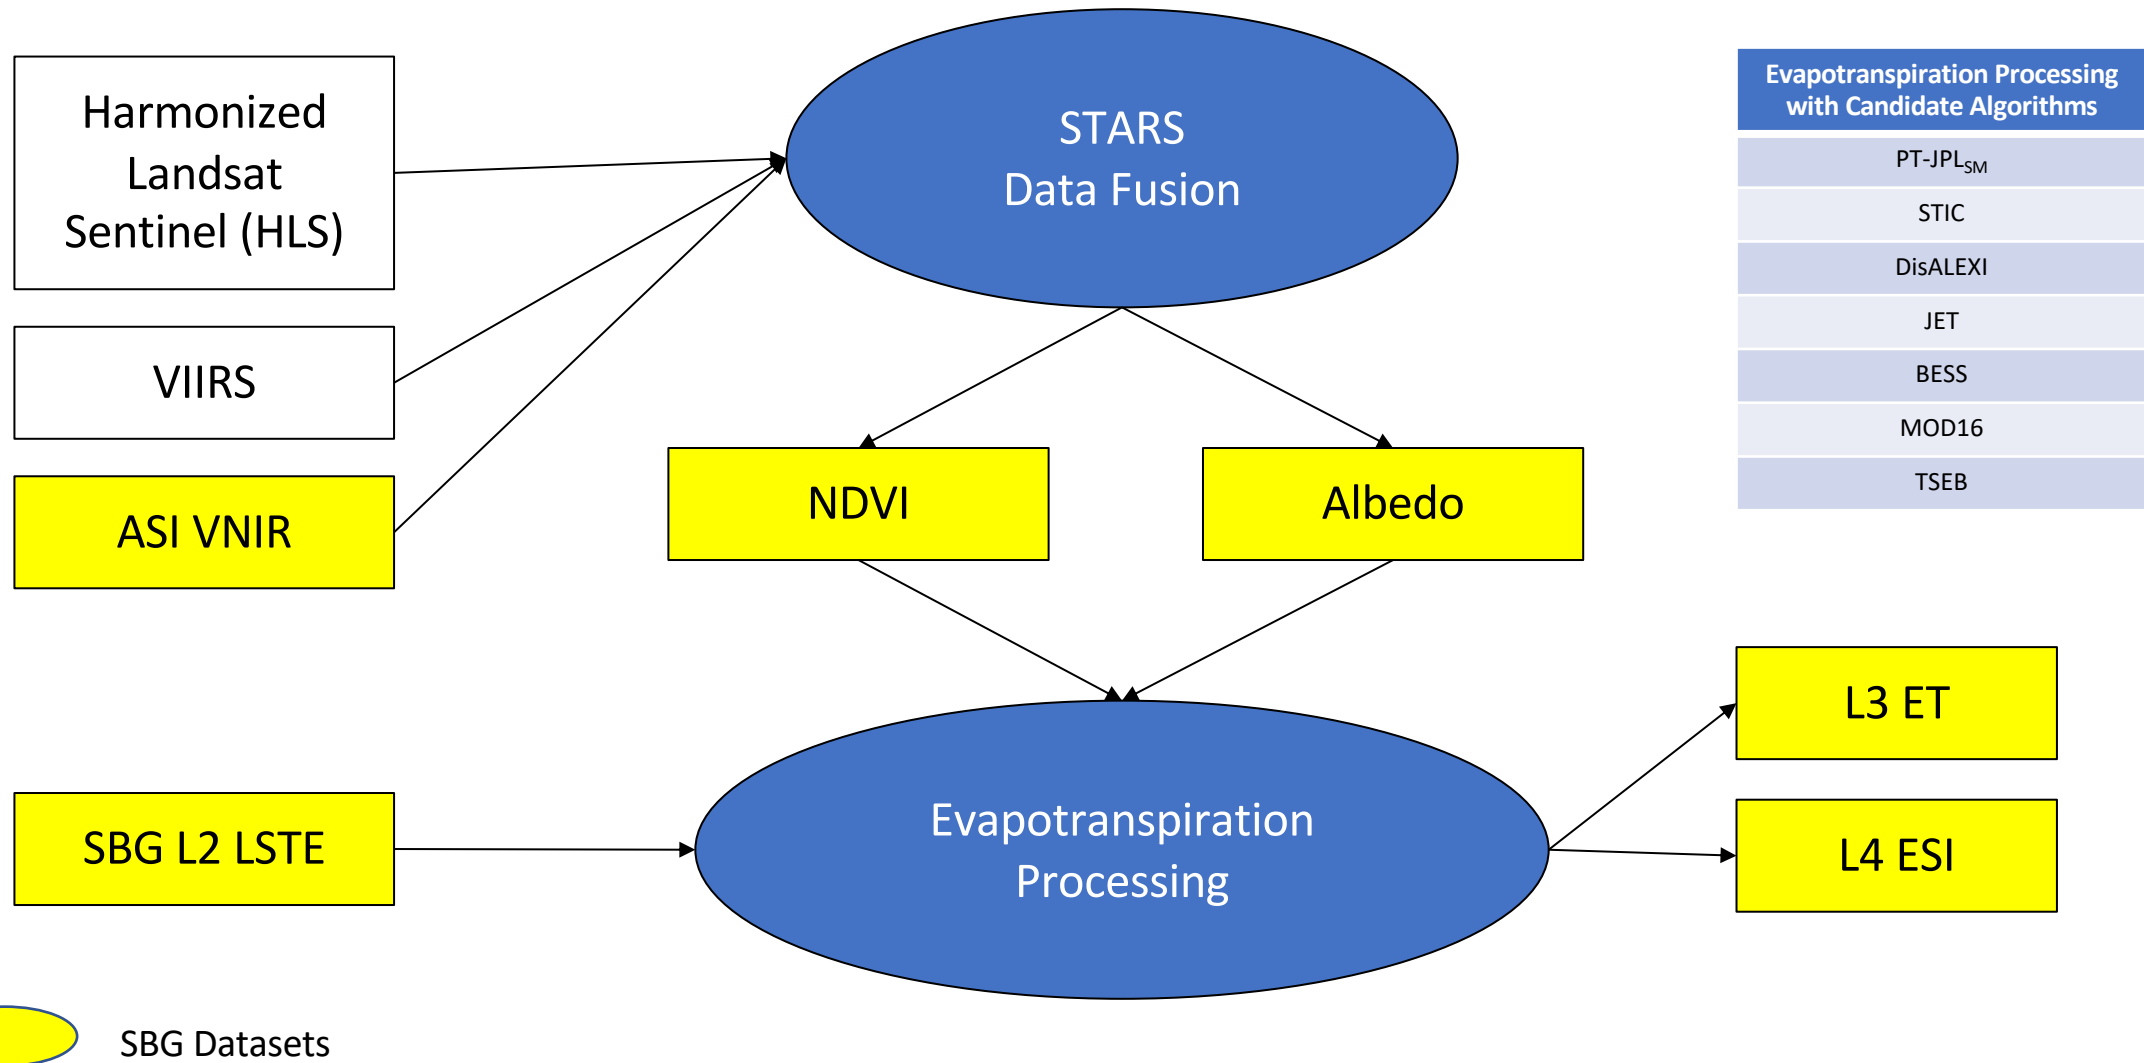 Harmonized
Landsat
Sentinel (HLS)
VIIRS
ASI VNIR
SBG L2 LSTE
STARS
Data Fusion
NDVI
Albedo
Evapotranspiration
Processing
L3 ET
L4 ESI
Evapotranspiration Processing
with Candidate Algorithms
PT-JPLSM
STIC
DisALEXI
JET
BESS
MOD16
TSEB
SBG Datasets